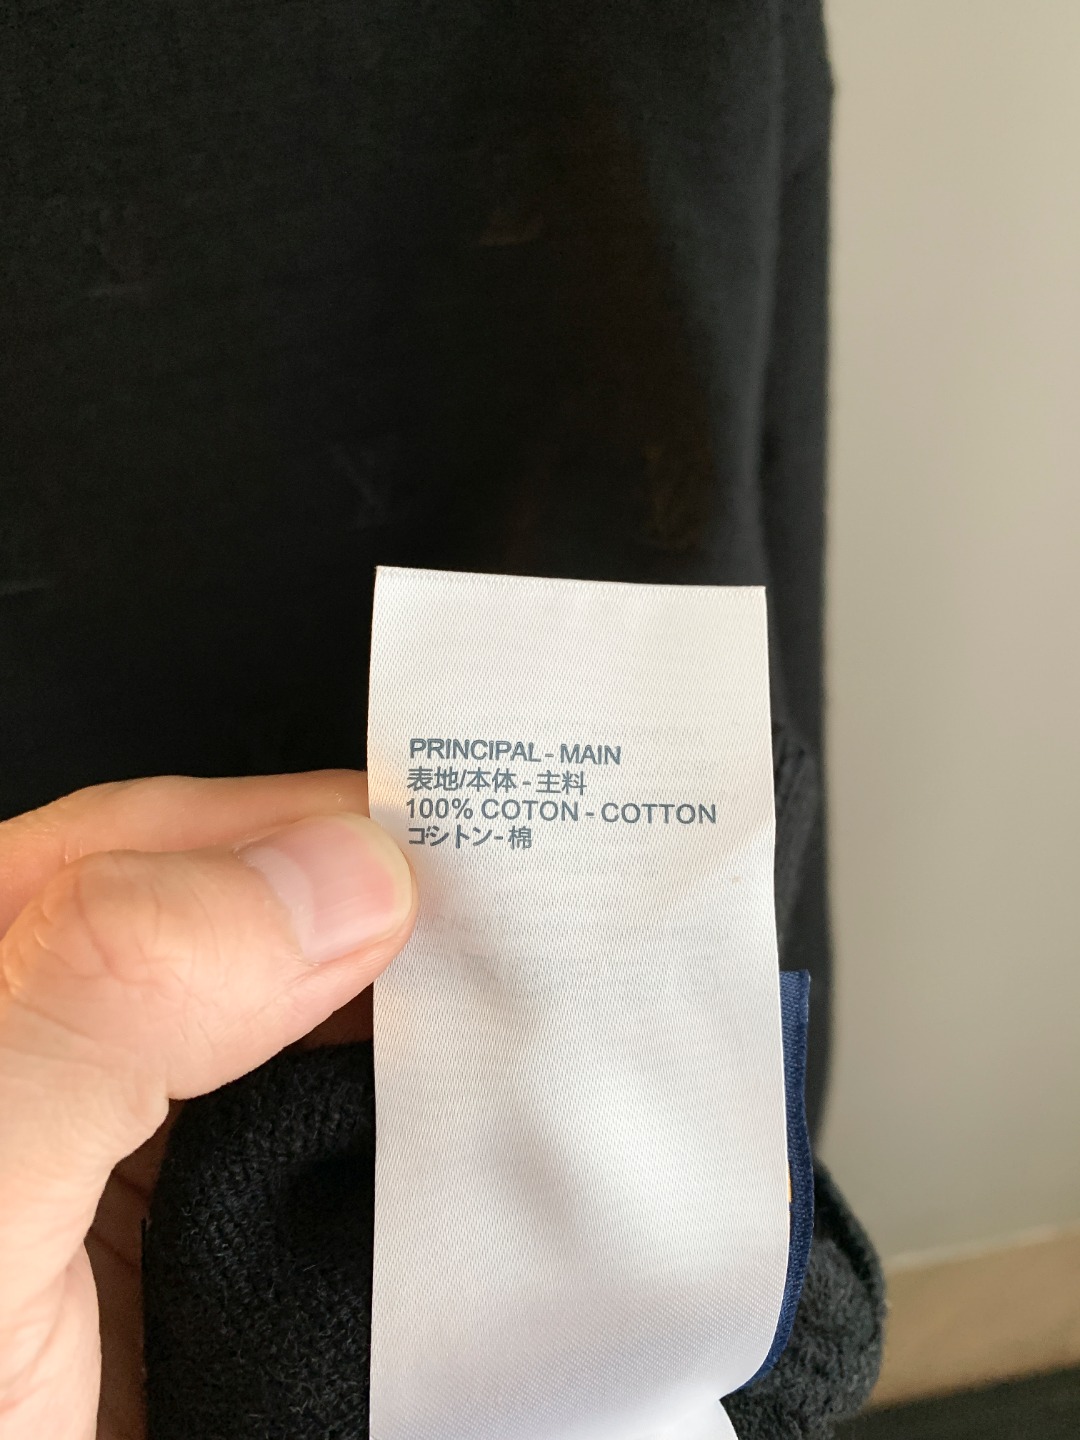 PRINCIPAL - MAIN
表地/本体 - 主料
100% COTON - COTTON
コットン - 棉